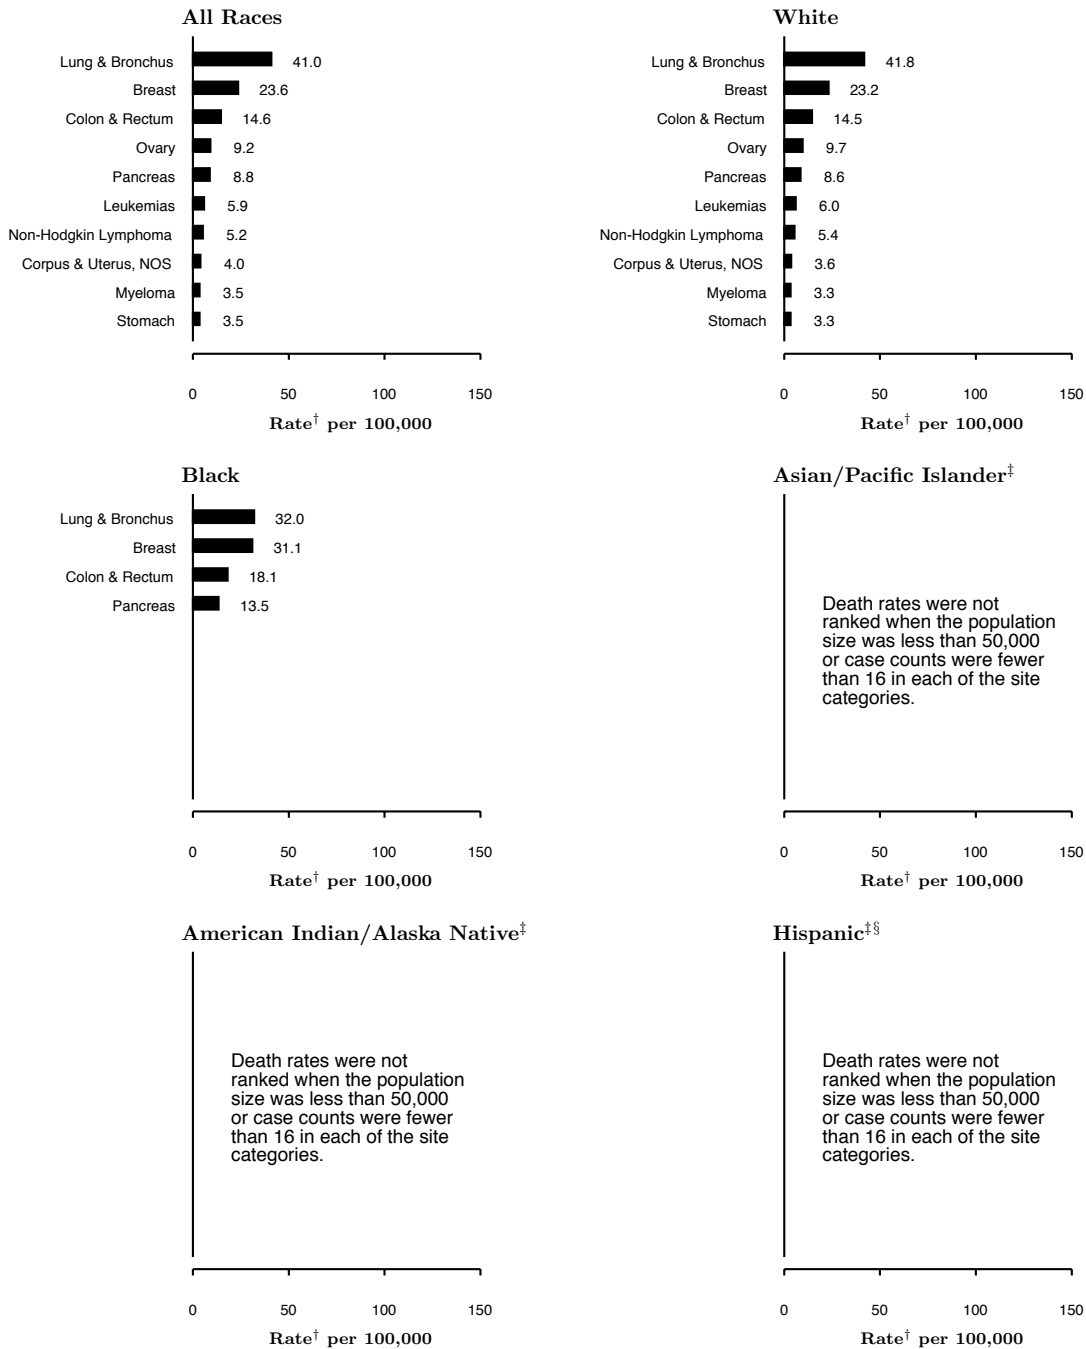 All Races
Lung & Bronchus 41.0
Breast 23.6
Colon & Rectum 14.6
Ovary 9.2
Pancreas 8.8
Leukemias 5.9
Non-Hodgkin Lymphoma 5.2
Corpus & Uterus, NOS 4.0
Myeloma 3.5
Stomach 3.5
0 50 100 150
Rate† per 100,000
White
Lung & Bronchus 41.8
Breast 23.2
Colon & Rectum 14.5
Ovary 9.7
Pancreas 8.6
Leukemias 6.0
Non-Hodgkin Lymphoma 5.4
Corpus & Uterus, NOS 3.6
Myeloma 3.3
Stomach 3.3
0 50 100 150
Rate† per 100,000
Black
Lung & Bronchus 32.0
Breast 31.1
Colon & Rectum 18.1
Pancreas 13.5
0 50 100 150
Rate† per 100,000
Asian/Pacific Islander‡
Death rates were not
ranked when the population
size was less than 50,000
or case counts were fewer
than 16 in each of the site
categories.
0 50 100 150
Rate† per 100,000
American Indian/Alaska Native‡
Death rates were not
ranked when the population
size was less than 50,000
or case counts were fewer
than 16 in each of the site
categories.
0 50 100 150
Rate† per 100,000
Hispanic‡§
Death rates were not
ranked when the population
size was less than 50,000
or case counts were fewer
than 16 in each of the site
categories.
0 50 100 150
Rate† per 100,000